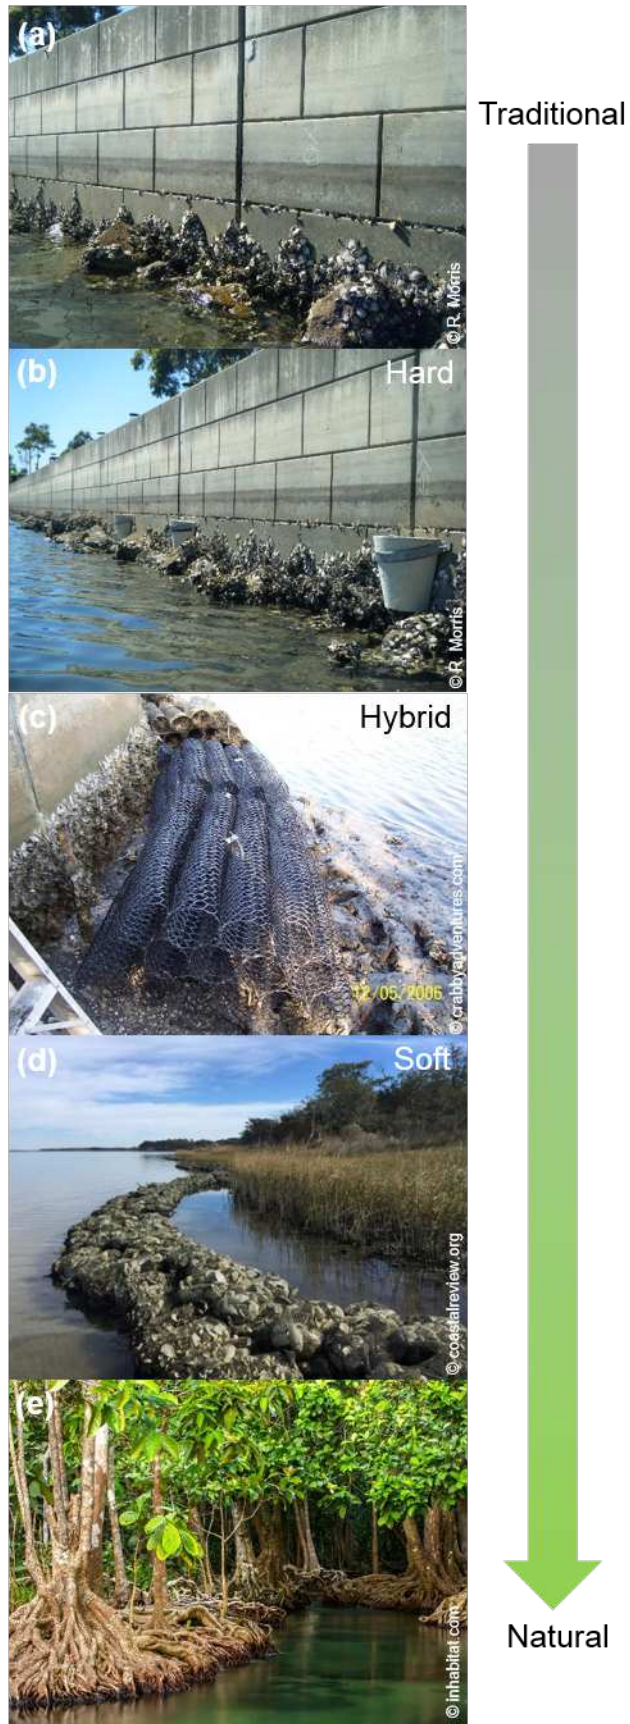 (a)
Traditional
© R. Morris
(b)
Hard
© R. Morris
(c)
Hybrid
12/05/2006
© crabbyadventures.com
(d)
Soft
© coastalreview.org
(e)
© inhabitat.com
Natural